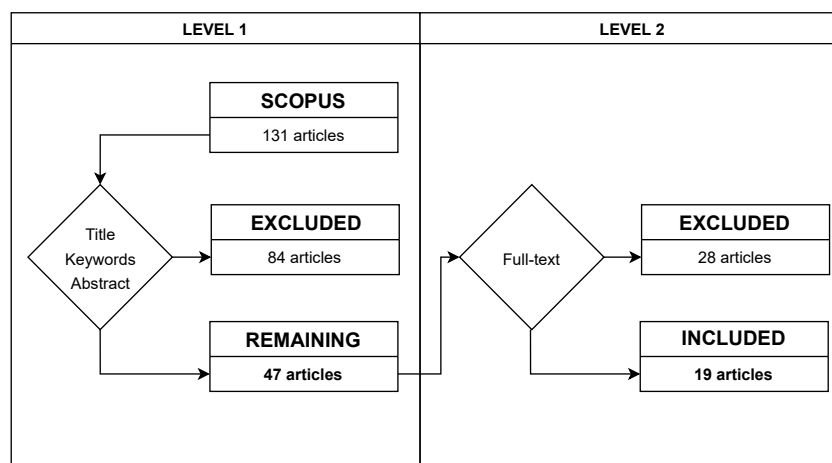 LEVEL 1
LEVEL 2
SCOPUS
131 articles
Title
Keywords
Abstract
EXCLUDED
84 articles
REMAINING
47 articles
Full-text
EXCLUDED
28 articles
INCLUDED
19 articles